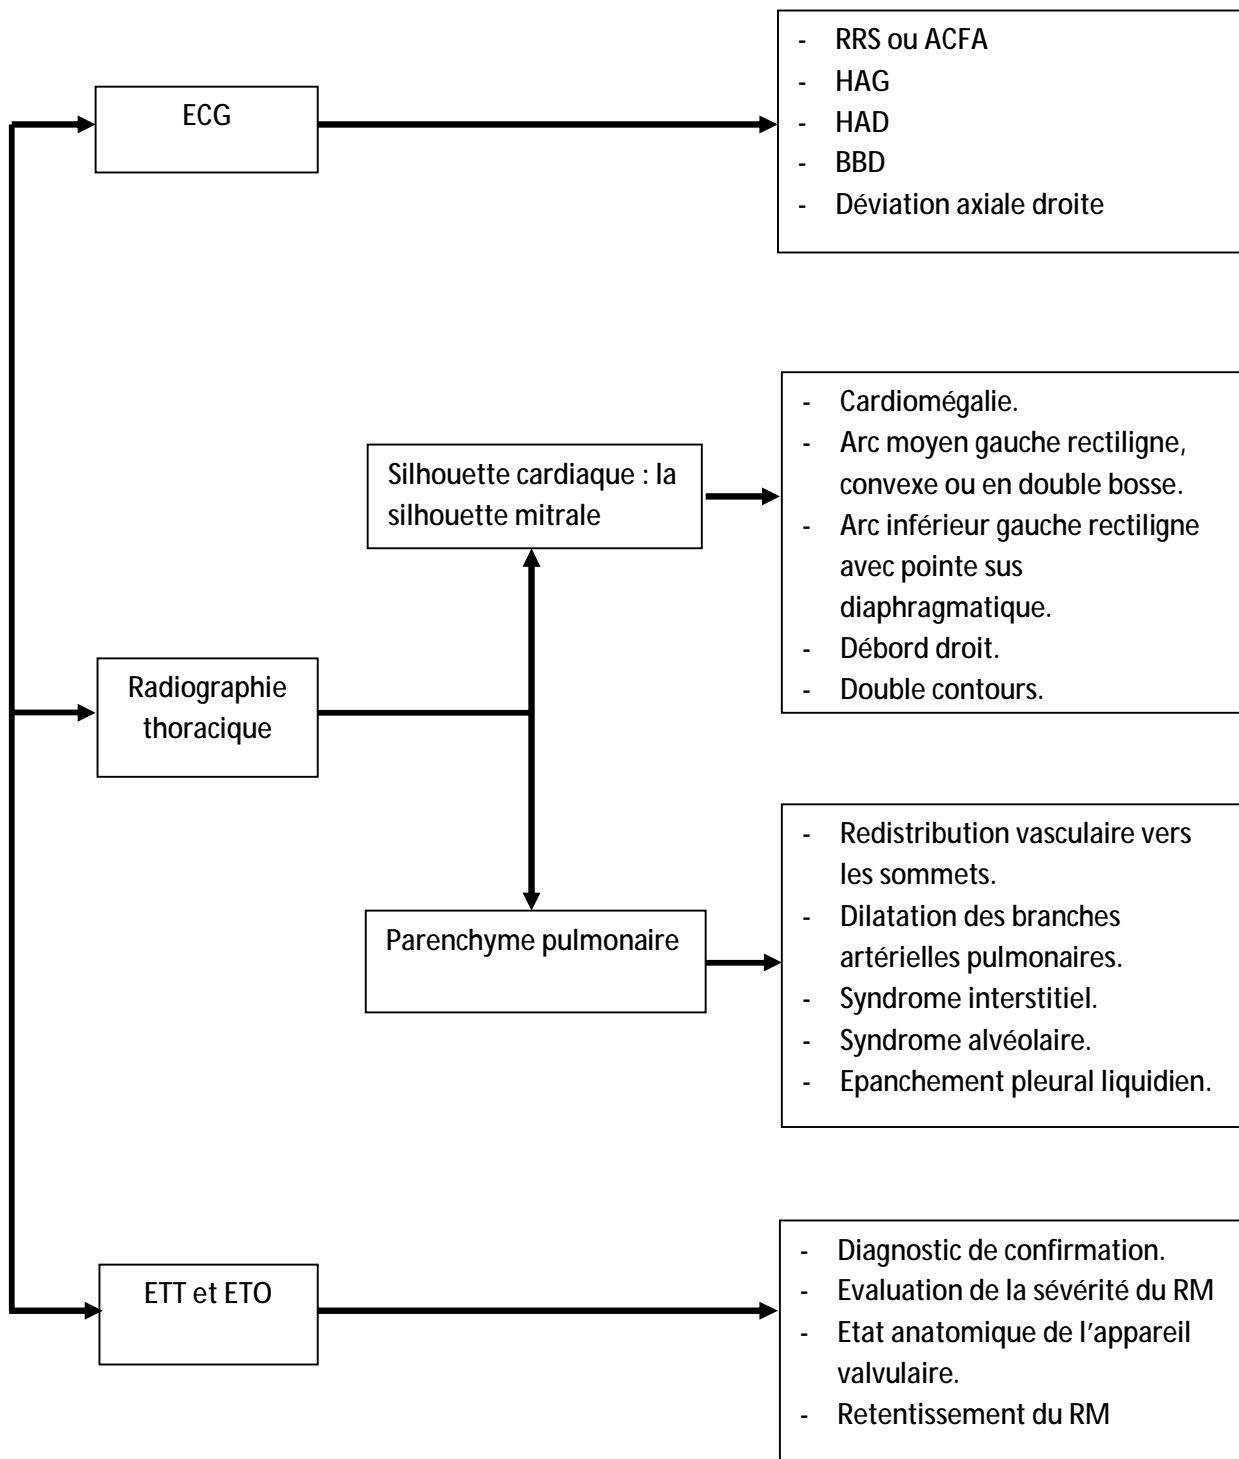 ECG
- RRS ou ACFA
- HAG
- HAD
- BBD
- Déviation axiale droite
Radiographie
thoracique
Silhouette cardiaque : la
silhouette mitrale
- Cardiomégalie.
- Arc moyen gauche rectiligne,
convexe ou en double bosse.
- Arc inférieur gauche rectiligne
avec pointe sus
diaphragmatique.
- Débord droit.
- Double contours.
Parenchyme pulmonaire
- Redistribution vasculaire vers
les sommets.
- Dilatation des branches
artérielles pulmonaires.
- Syndrome interstitiel.
- Syndrome alvéolaire.
- Epanchement pleural liquidien.
ETT et ETO
- Diagnostic de confirmation.
- Evaluation de la sévérité du RM
- Etat anatomique de l’appareil
valvulaire.
- Retentissement du RM